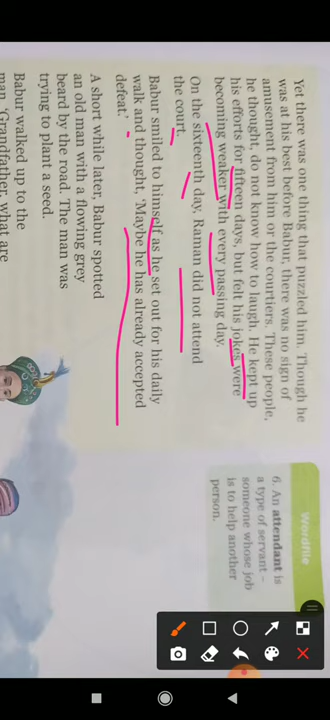 Yet there was one thing that puzzled him. Though he
was at his best before Babur, there was no sign of
amusement from him or the courtiers. These people,
he thought, do not know how to laugh. He kept up
his efforts for fifteen days, but felt his jokes were
becoming weaker with every passing day.
On the sixteenth day, Raman did not attend
the court.
Babur smiled to himself as he set out for his daily
walk and thought, 'Maybe he has already accepted
defeat.'
A short while later, Babur spotted
an old man with a flowing grey
beard by the road. The man was
trying to plant a seed.
Babur walked up to the
man. 'Grandfather, what are
Wordfile
6. An attendant is
a type of servant –
someone whose job
is to help another
person.